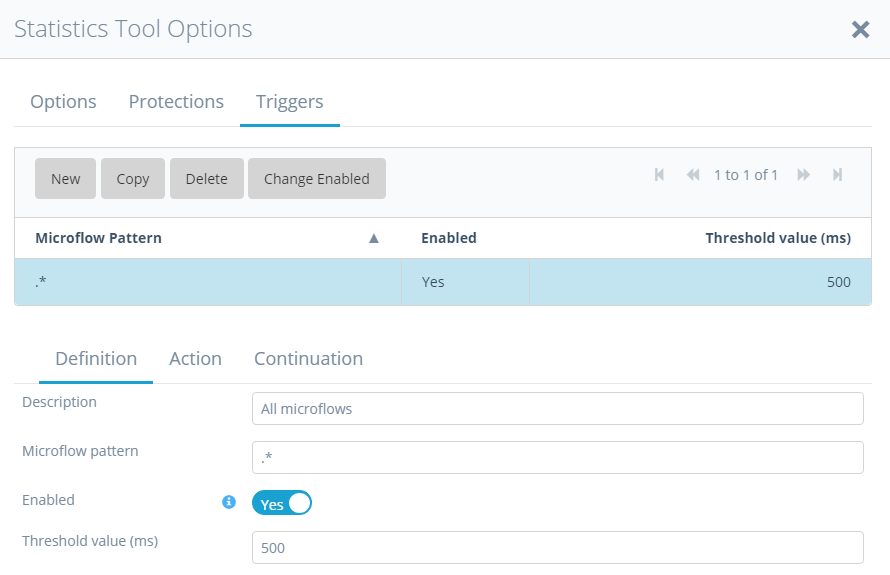 Statistics Tool Options
Options Protections Triggers
New Copy Delete Change Enabled 1 to 1 of 1
Microflow Pattern Enabled Threshold value (ms)
.* Yes 500
Definition Action Continuation
Description All microflows
Microflow pattern .*
Enabled Yes
Threshold value (ms) 500